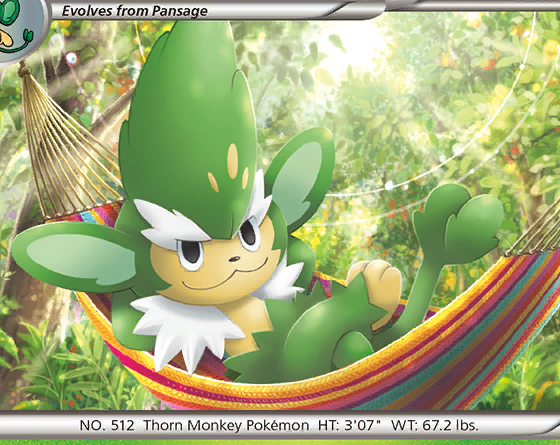 Evolves from Pansage
NO. 512 Thorn Monkey Pokémon HT: 3'07" WT: 67.2 lbs.